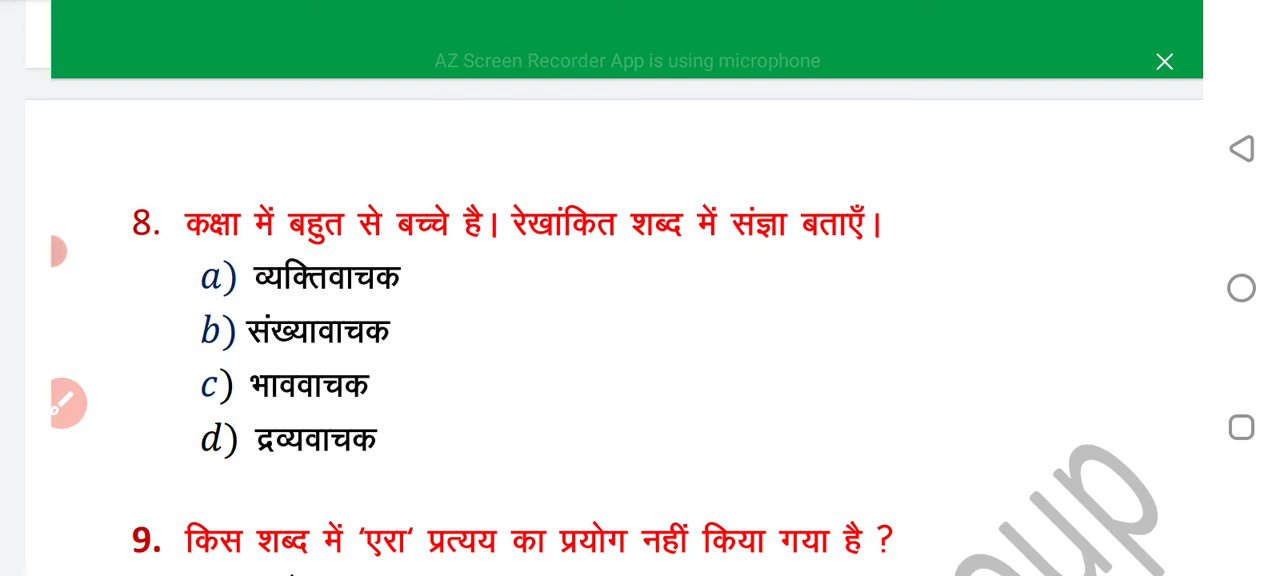 AZ Screen Recorder App is using microphone
8. कक्षा में बहुत से बच्चे है। रेखांकित शब्द में संज्ञा बताएँ।
a) व्यक्तिवाचक
b) संख्यावाचक
c) भाववाचक
d) द्रव्यवाचक
9. किस शब्द में ‘एरा‘ प्रत्यय का प्रयोग नहीं किया गया है ?